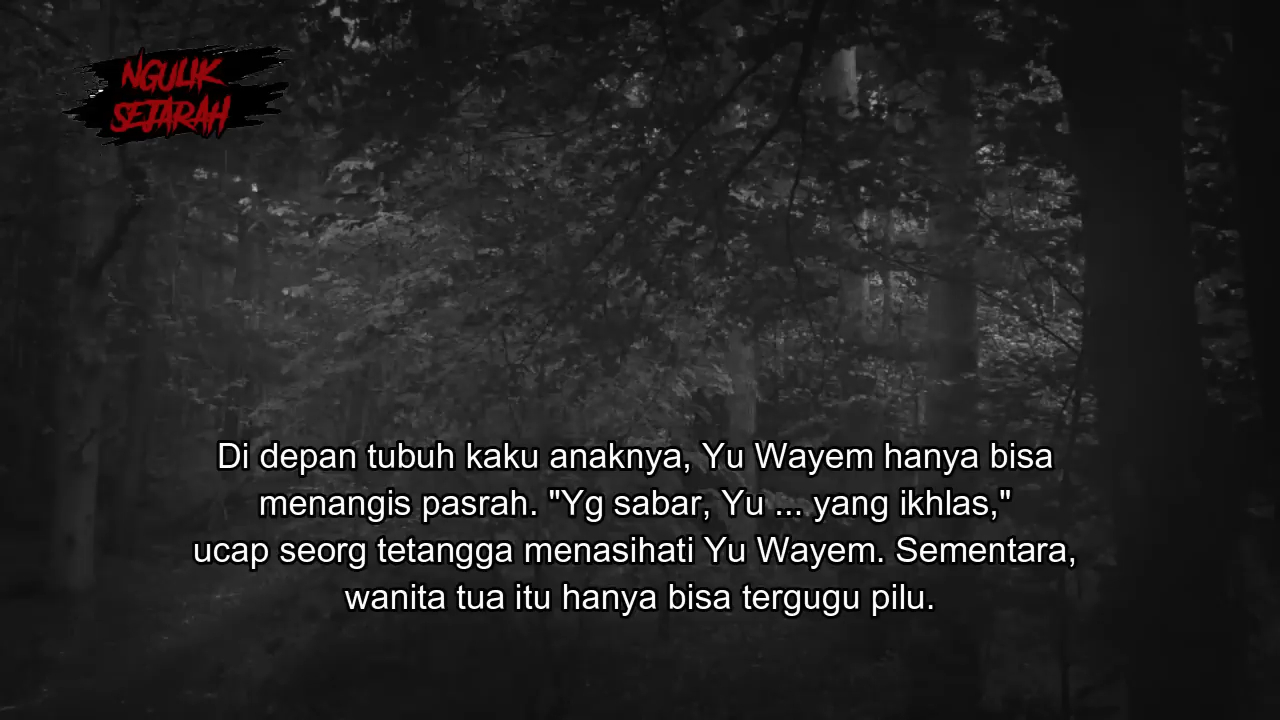 NGULIK
SEJARAH
Di depan tubuh kaku anaknya, Yu Wayem hanya bisa
menangis pasrah. "Yg sabar, Yu ... yang ikhlas,"
ucap seorg tetangga menasihati Yu Wayem. Sementara,
wanita tua itu hanya bisa tergugu pilu.